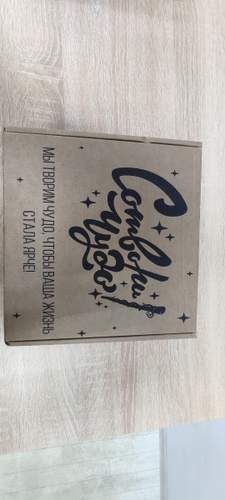 Сотвори
Чудо!®
МЫ ТВОРИМ ЧУДО, ЧТОБЫ ВАША ЖИЗНЬ
СТАЛА ЯРЧЕ!